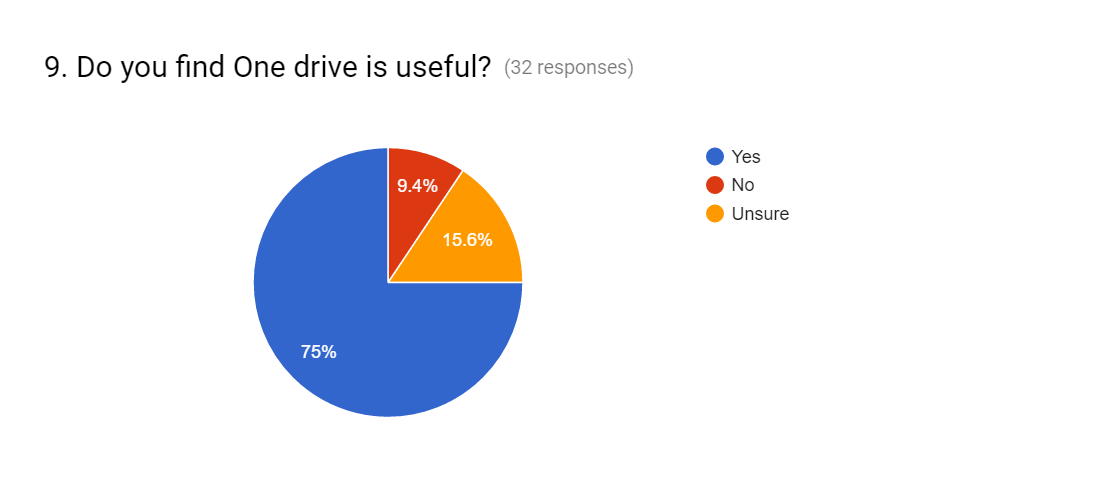 9. Do you find One drive is useful? (32 responses)
Yes
No
Unsure
9.4%
15.6%
75%